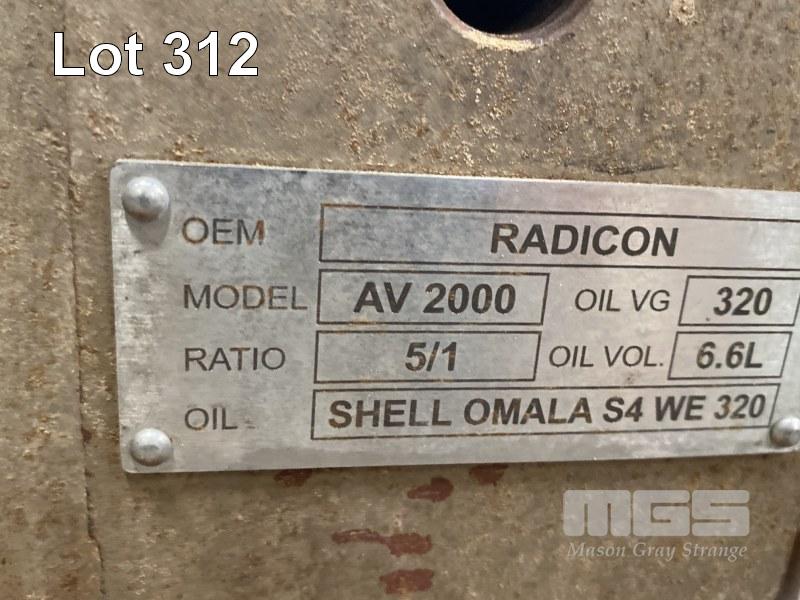 Lot 312
OEM RADICON
MODEL AV 2000 OIL VG 320
RATIO 5/1 OIL VOL. 6.6L
OIL SHELL OMALA S4 WE 320
MGS
Mason Gray Strange